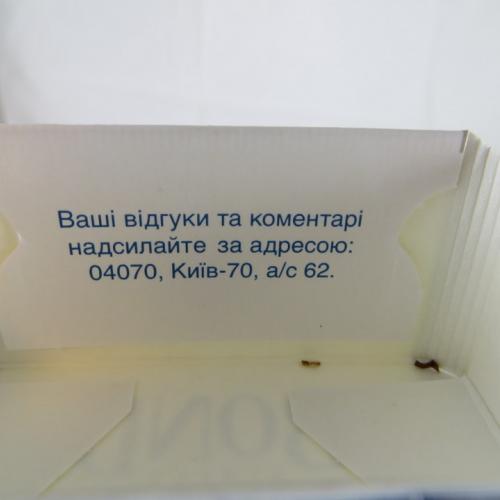 Ваші відгуки та коментарі
надсилайте за адресою:
04070, Київ-70, а/с 62.